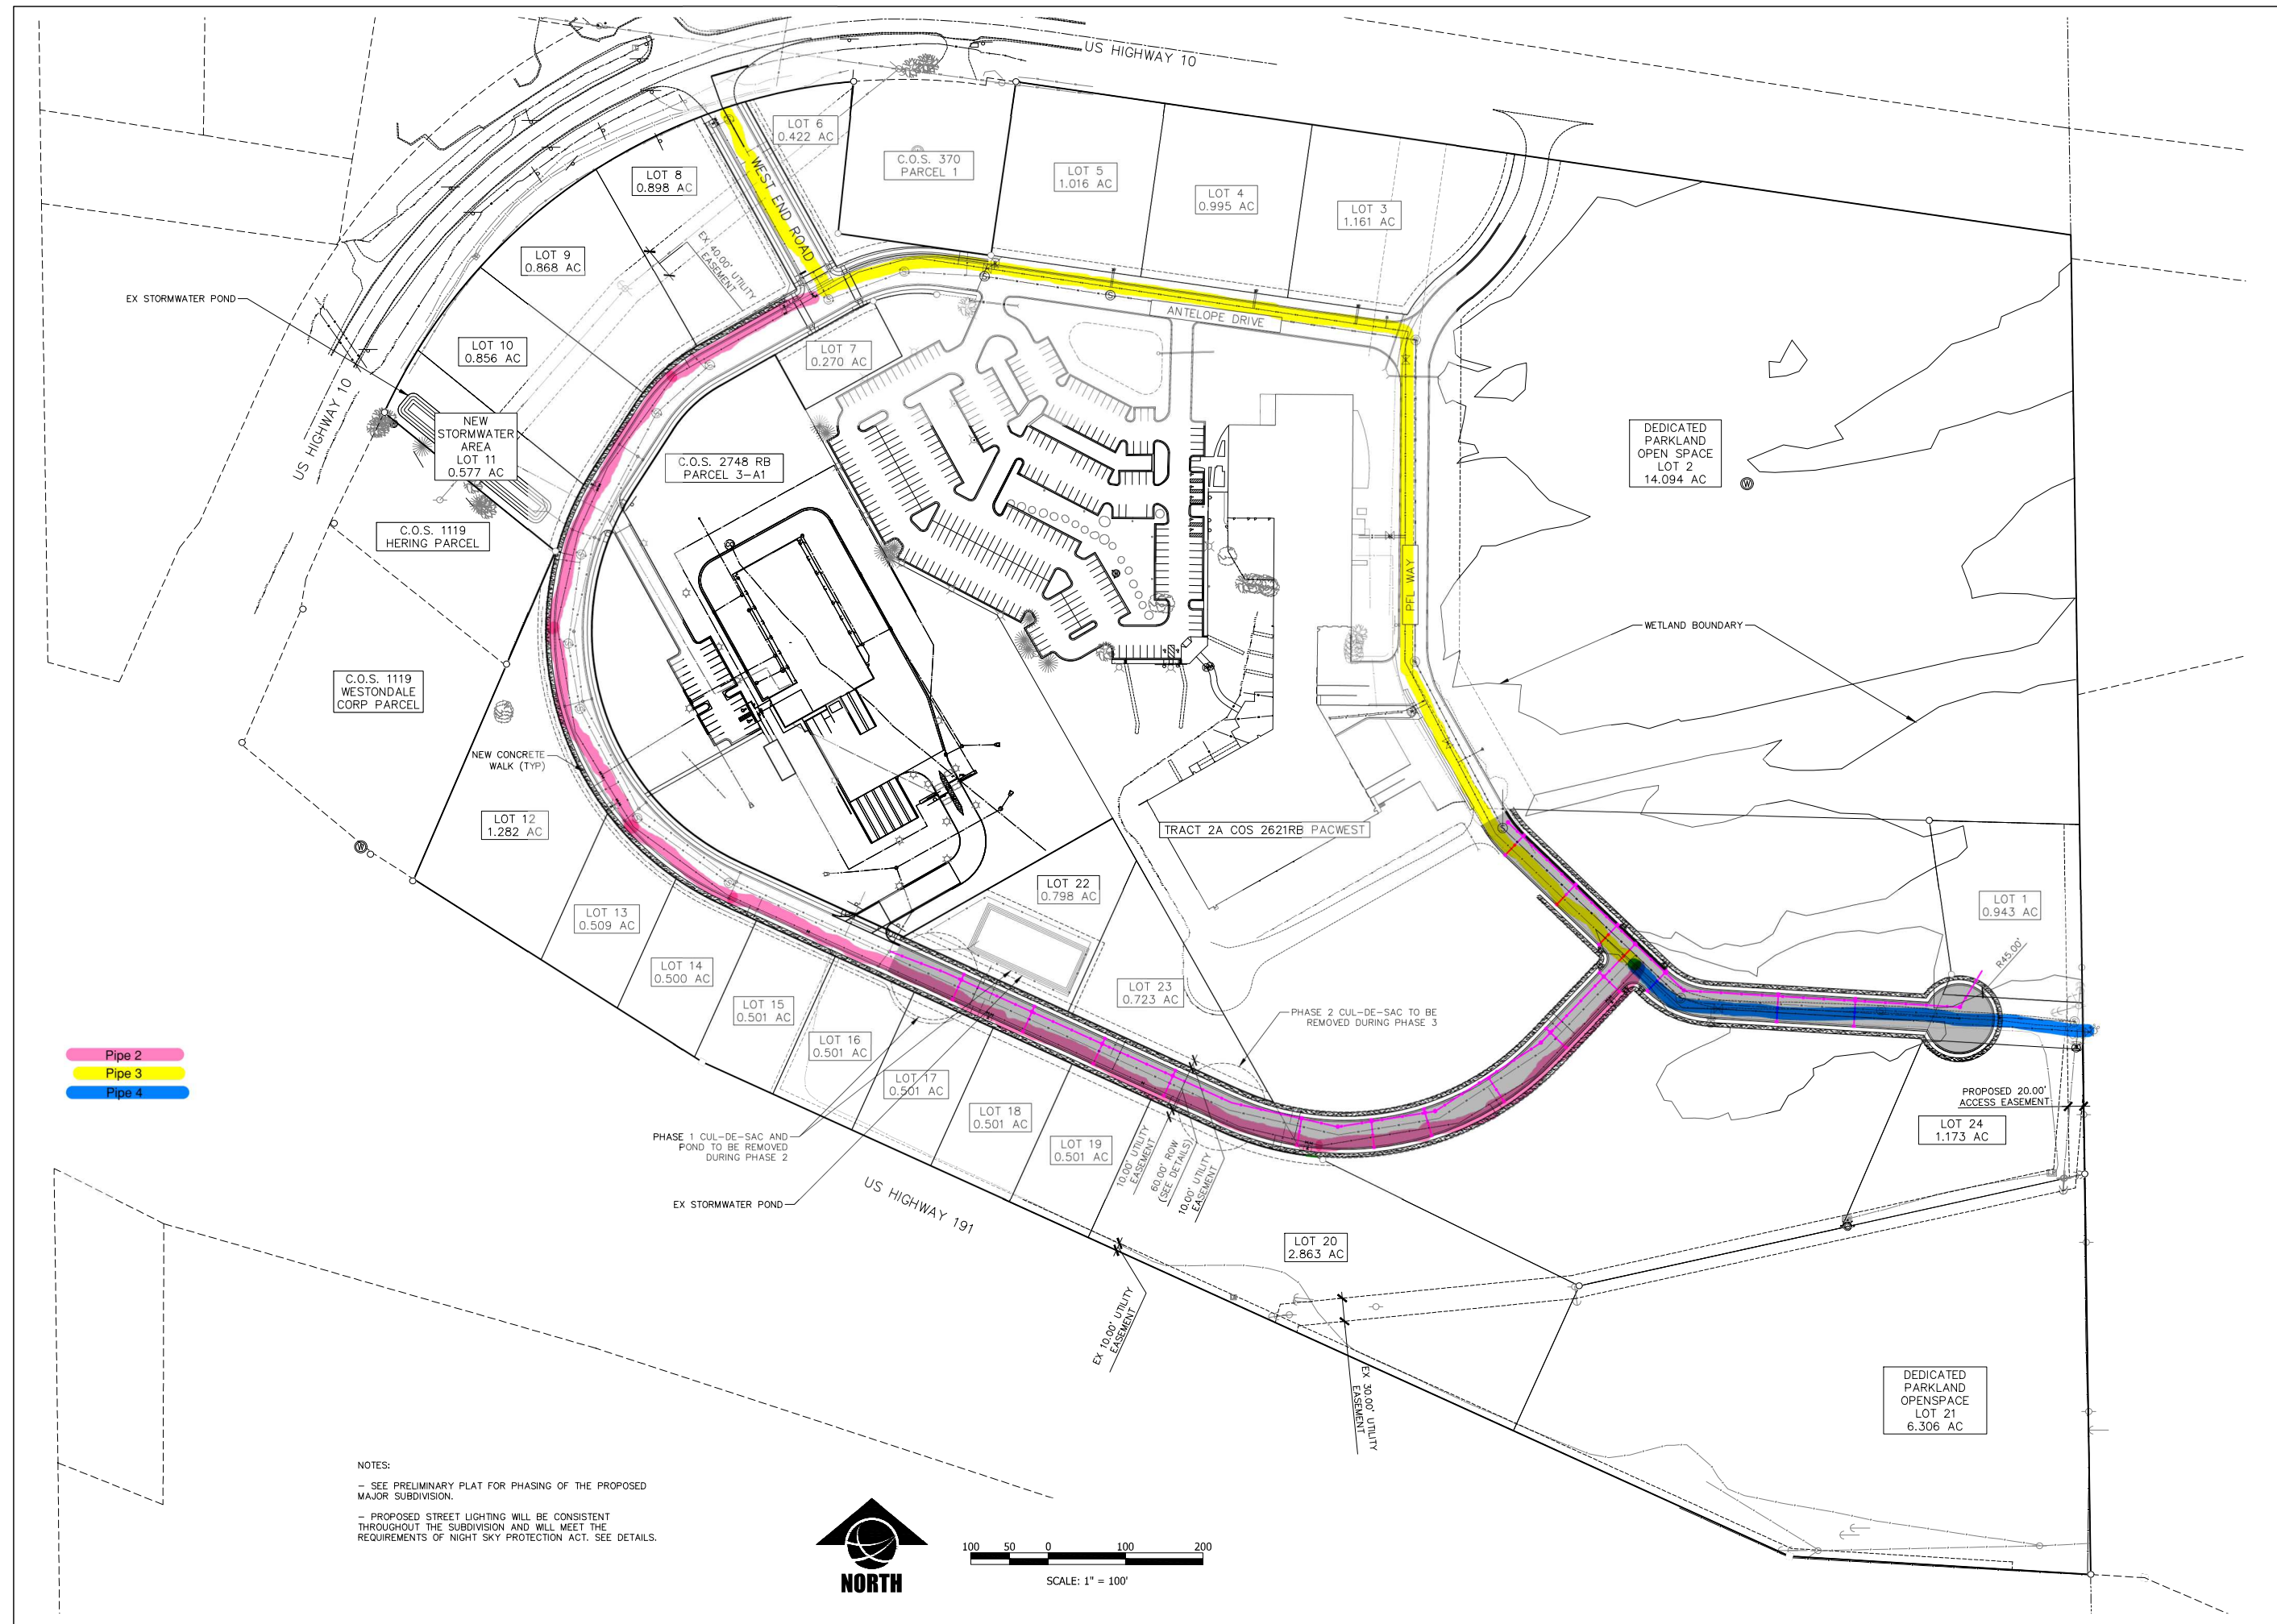 US HIGHWAY 10
LOT 6
0.422 AC
C.O.S. 370
PARCEL 1
LOT 5
1.016 AC
LOT 4
0.995 AC
LOT 3
1.161 AC
LOT 8
0.898 AC
WEST END ROAD
LOT 9
0.868 AC
EX 40.00' UTILITY
EASEMENT
EX STORMWATER POND
ANTELOPE DRIVE
LOT 10
0.856 AC
LOT 7
0.270 AC
US HIGHWAY 10
NEW
STORMWATER
AREA
LOT 11
0.577 AC
C.O.S. 2748 RB
PARCEL 3-A1
DEDICATED
PARKLAND
OPEN SPACE
LOT 2
14.094 AC
W
C.O.S. 1119
HERING PARCEL
PFL WAY
WETLAND BOUNDARY
C.O.S. 1119
WESTONDALE
CORP PARCEL
NEW CONCRETE
WALK (TYP)
LOT 12
1.282 AC
W
TRACT 2A COS 2621RB PACWEST
LOT 22
0.798 AC
LOT 1
0.943 AC
R45.00'
LOT 13
0.509 AC
LOT 14
0.500 AC
LOT 15
0.501 AC
LOT 23
0.723 AC
PHASE 2 CUL-DE-SAC TO BE
REMOVED DURING PHASE 3
LOT 16
0.501 AC
Pipe 2
Pipe 3
Pipe 4
LOT 17
0.501 AC
LOT 18
0.501 AC
LOT 19
0.501 AC
PROPOSED 20.00'
ACCESS EASEMENT
LOT 24
1.173 AC
PHASE 1 CUL-DE-SAC AND
POND TO BE REMOVED
DURING PHASE 2
10.00' UTILITY
EASEMENT
60.00' ROW
(SEE DETAILS)
10.00' UTILITY
EASEMENT
EX STORMWATER POND
US HIGHWAY 191
LOT 20
2.863 AC
EX 10.00' UTILITY
EASEMENT
EX 30.00' UTILITY
EASEMENT
DEDICATED
PARKLAND
OPENSPACE
LOT 21
6.306 AC
NOTES:
- SEE PRELIMINARY PLAT FOR PHASING OF THE PROPOSED
MAJOR SUBDIVISION.
- PROPOSED STREET LIGHTING WILL BE CONSISTENT
THROUGHOUT THE SUBDIVISION AND WILL MEET THE
REQUIREMENTS OF NIGHT SKY PROTECTION ACT. SEE DETAILS.
NORTH
100 50 0 100 200
SCALE: 1" = 100'